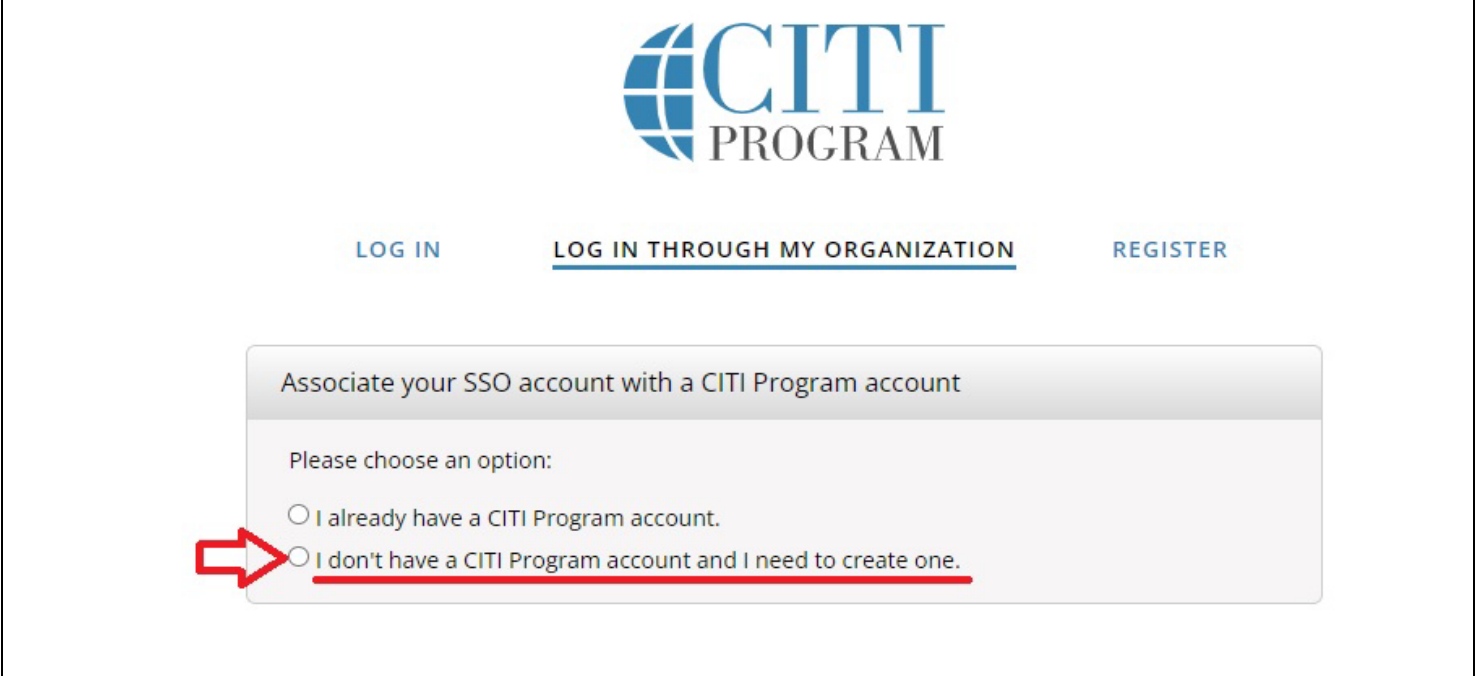 CITI
PROGRAM
LOG IN LOG IN THROUGH MY ORGANIZATION REGISTER
Associate your SSO account with a CITI Program account
Please choose an option:
I already have a CITI Program account.
I don't have a CITI Program account and I need to create one.